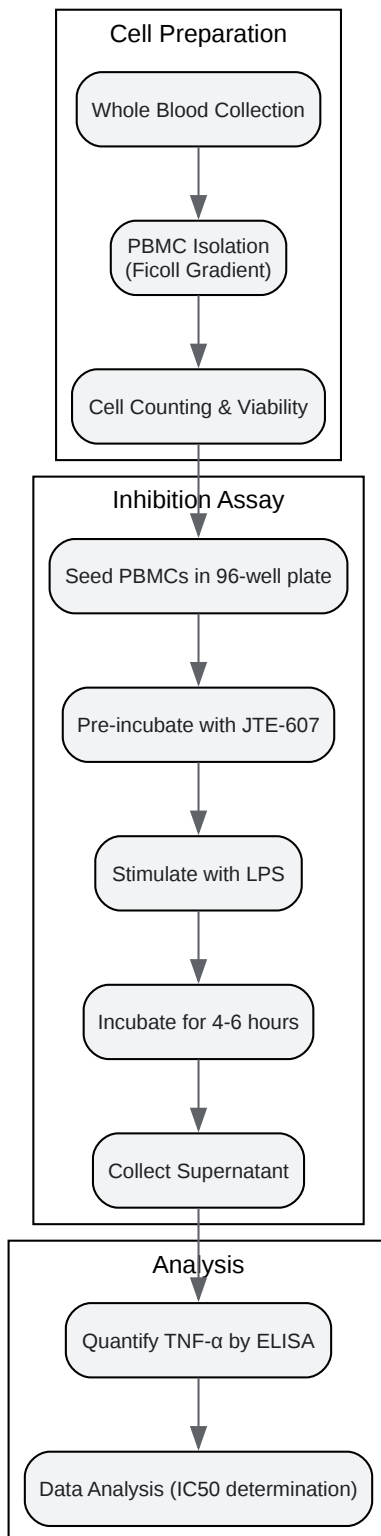 Cell Preparation
Whole Blood Collection
PBMC Isolation
(Ficoll Gradient)
Cell Counting & Viability
Inhibition Assay
Seed PBMCs in 96-well plate
Pre-incubate with JTE-607
Stimulate with LPS
Incubate for 4-6 hours
Collect Supernatant
Analysis
Quantify TNF-α by ELISA
Data Analysis (IC50 determination)